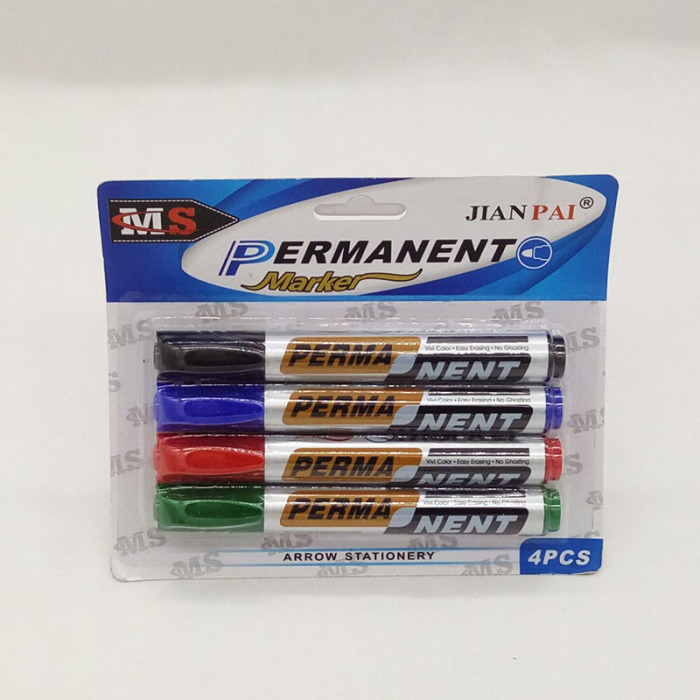 MS
JIAN PAI®
PERMANENT
Marker
PERMA
NENT
Vivi Color • Easy Erasing • No Ghosting
PERMA
NENT
Vivi Color • Easy Erasing • No Ghosting
PERMA
NENT
Vivi Color • Easy Erasing • No Ghosting
PERMA
NENT
Vivi Color • Easy Erasing • No Ghosting
ARROW STATIONERY
4PCS